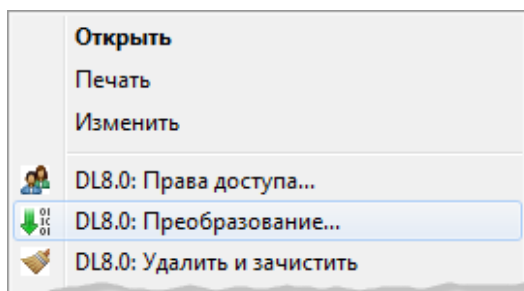 Открыть
Печать
Изменить
DL8.0: Права доступа...
DL8.0: Преобразование...
DL8.0: Удалить и зачистить